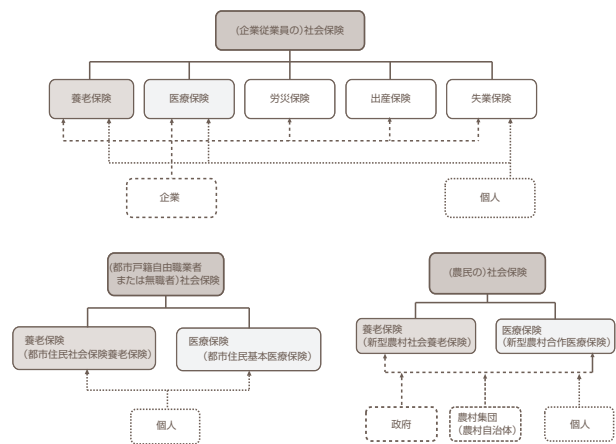 (企業従業員の)社会保険
養老保険
医療保険
労災保険
出産保険
失業保険
企業
個人
(都市戸籍自由職業者
または無職者)社会保険
養老保険
(都市住民社会保険養老保険)
医療保険
(都市住民基本医療保険)
個人
(農民の)社会保険
養老保険
(新型農村社会養老保険)
医療保険
(新型農村合作医療保険)
政府
農村集団
(農村自治体)
個人